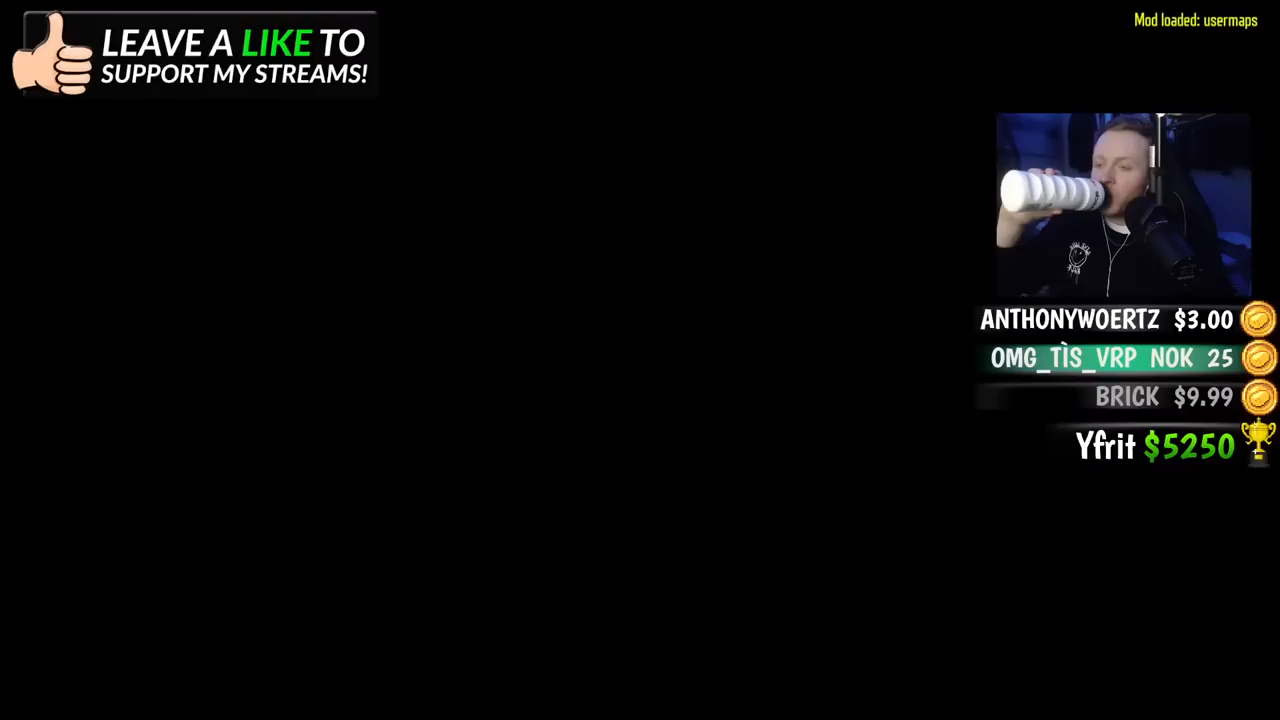 LEAVE A LIKE TO
SUPPORT MY STREAMS!
Mod loaded: usermaps
ANTHONYWOERTZ $3.00
OMG_TÌS_VRP NOK 25
BRICK $9.99
Yfrit $5250